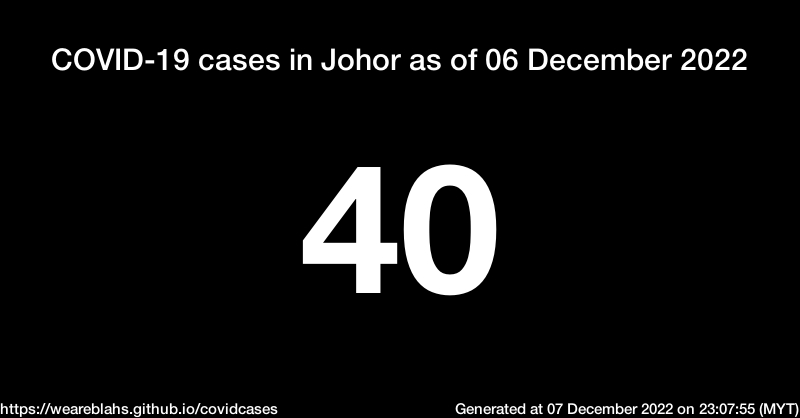 COVID-19 cases in Johor as of 06 December 2022
40
https://weareblahs.github.io/covidcases
Generated at 07 December 2022 on 23:07:55 (MYT)